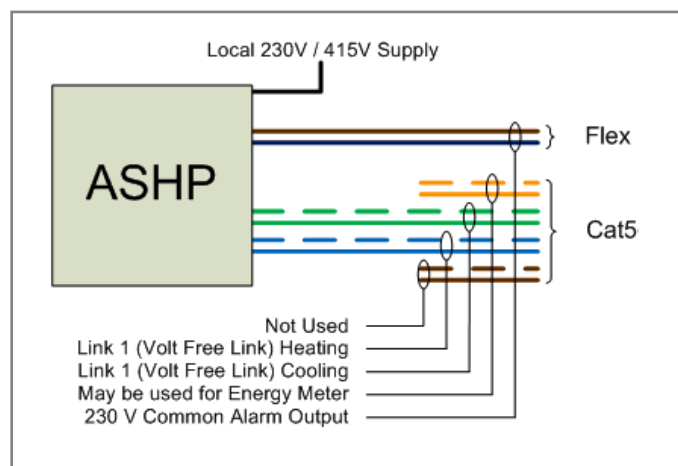 Local 230V / 415V Supply
ASHP
Flex
Cat5
Not Used
Link 1 (Volt Free Link) Heating
Link 1 (Volt Free Link) Cooling
May be used for Energy Meter
230 V Common Alarm Output